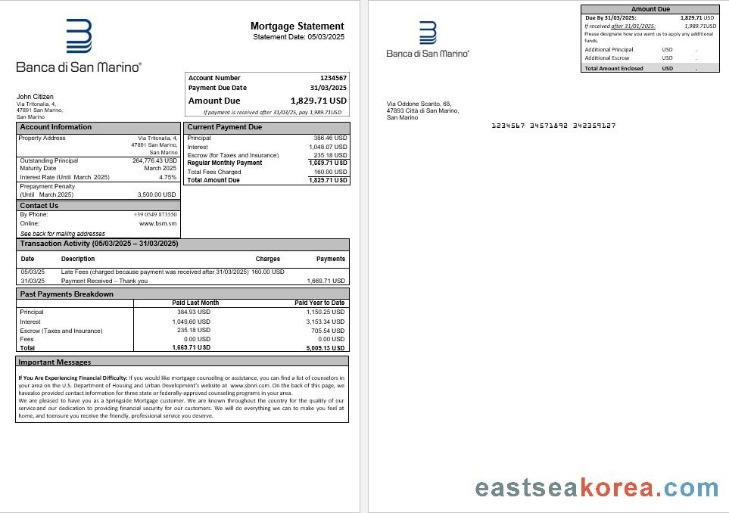 Banca di San Marino®
Mortgage Statement
Statement Date: 05/03/2025
Account Number 1234567
Payment Due Date 31/03/2025
Amount Due 1,829.71 USD
If payment is received after 31/03/25, pay 1,989.71USD
John Citizen
Via Tritonalia, 4,
47891 San Marino,
San Marino
Account Information
Property Address Via Tritonalia, 4,
47891 San Marino,
San Marino
Outstanding Principal 264,776.43 USD
Maturity Date March 2025
Interest Rate (Until March 2025) 4.75%
Prepayment Penalty
(Until March 2025) 3,500.00 USD
Contact Us
By Phone: +39 0549 873550
Online: www.bsm.sm
See back for mailing addresses
Current Payment Due
Principal 386.46 USD
Interest 1,048.07 USD
Escrow (for Taxes and Insurance) 235.18 USD
Regular Monthly Payment 1,669.71 USD
Total Fees Charged 160.00 USD
Total Amount Due 1,829.71 USD
Transaction Activity (05/03/2025 – 31/03/2025)
Date Description Charges Payments
05/03/25 Late Fees (charged because payment was received after 31/03/2025) 160.00 USD
31/03/25 Payment Received – Thank you 1,669.71 USD
Past Payments Breakdown
Paid Last Month Paid Year to Date
Principal 384.93 USD 1,150.25 USD
Interest 1,049.60 USD 3,153.34 USD
Escrow (Taxes and Insurance) 235.18 USD 705.54 USD
Fees 0.00 USD 0.00 USD
Total 1,669.71 USD 5,009.13 USD
Important Messages
If You Are Experiencing Financial Difficulty: If you would like mortgage counseling or assistance, you can find a list of counselors in
your area on the U.S. Department of Housing and Urban Development's website at www.sbnm.com. On the back of this page, we
havealso provided contact information for three state or federally-approved counseling programs in your area.
We are pleased to have you as a Springside Mortgage customer. We are known throughout the country for the quality of our
service and our dedication to providing financial security for our customers. We will do everything we can to make you feel at
home, and toensure you receive the friendly, professional service you deserve.
Banca di San Marino®
Amount Due
Due By 31/03/2025: 1,829.71 USD
If received after 31/01/2025: 1,989.71USD
Please designate how you want us to apply any additional
funds.
Additional Principal USD .
Additional Escrow USD .
Total Amount Enclosed USD .
Via Oddone Scarito, 68,
47893 Città di San Marino,
San Marino
1234567 34571892 342359127
eastseakorea.com